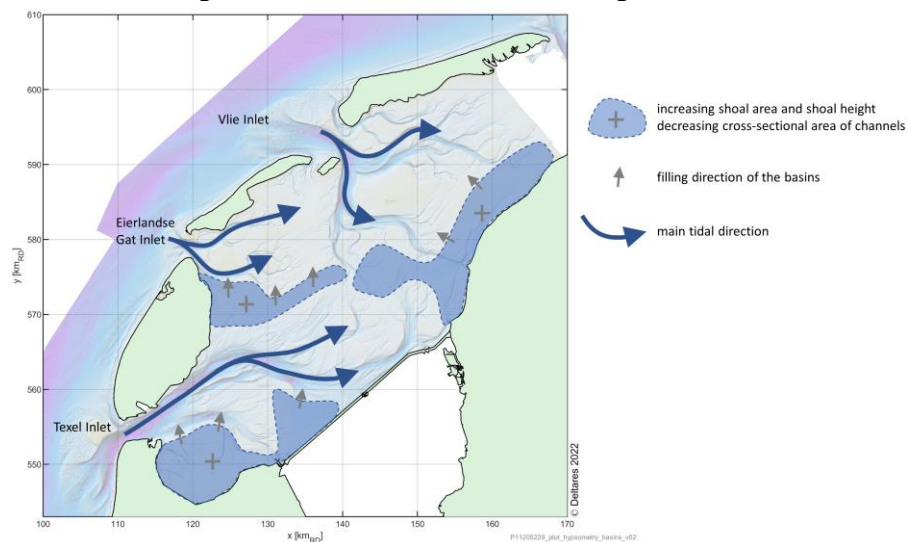 610
600
590
580
570
560
550
y [kmRD]
Vlie Inlet
Eierlandse
Gat Inlet
Texel Inlet
100
110
120
130
140
150
160
170
x [kmRD]
© Deltares 2022
P11205229_plot_hypsometry_basins_v02
increasing shoal area and shoal height
decreasing cross-sectional area of channels
filling direction of the basins
main tidal direction